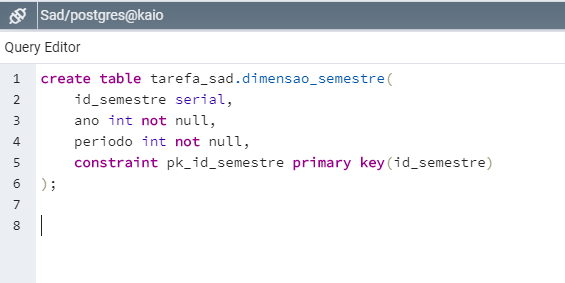 Sad/postgres@kaio
Query Editor
1 create table tarefa_sad.dimensao_semestre(
2 id_semestre serial,
3 ano int not null,
4 periodo int not null,
5 constraint pk_id_semestre primary key(id_semestre)
6 );
7
8